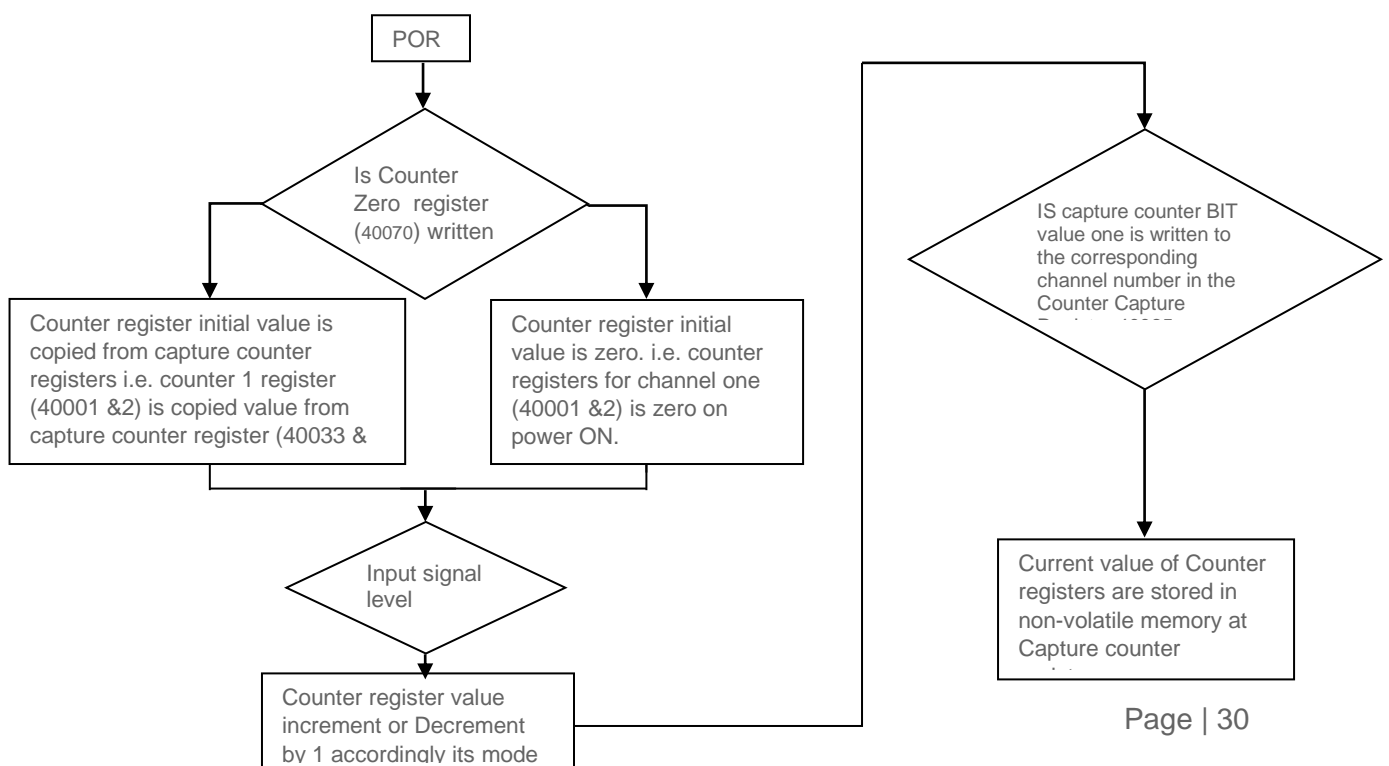 POR
Is Counter
Zero register
(40070) written
Counter register initial value is
copied from capture counter
registers i.e. counter 1 register
(40001 &2) is copied value from
capture counter register (40033 &
Counter register initial
value is zero. i.e. counter
registers for channel one
(40001 &2) is zero on
power ON.
Input signal
level
Counter register value
increment or Decrement
by 1 accordingly its mode
IS capture counter BIT
value one is written to
the corresponding
channel number in the
Counter Capture
Current value of Counter
registers are stored in
non-volatile memory at
Capture counter
Page | 30